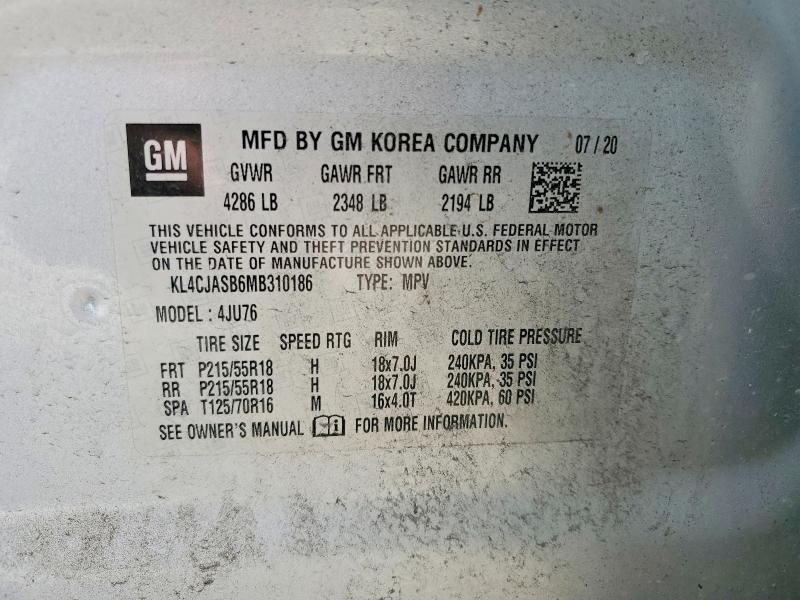 GM MFD BY GM KOREA COMPANY 07/20
GVWR GAWR FRT GAWR RR
4286 LB 2348 LB 2194 LB
THIS VEHICLE CONFORMS TO ALL APPLICABLE U.S. FEDERAL MOTOR
VEHICLE SAFETY AND THEFT PREVENTION STANDARDS IN EFFECT
ON THE DATE OF MANUFACTURE SHOWN ABOVE.
KL4CJASB6MB310186 TYPE: MPV
MODEL : 4JU76
TIRE SIZE SPEED RTG RIM COLD TIRE PRESSURE
FRT P215/55R18 H 18x7.0J 240KPA, 35 PSI
RR P215/55R18 H 18x7.0J 240KPA, 35 PSI
SPA T125/70R16 M 16x4.0T 420KPA, 60 PSI
SEE OWNER'S MANUAL FOR MORE INFORMATION.